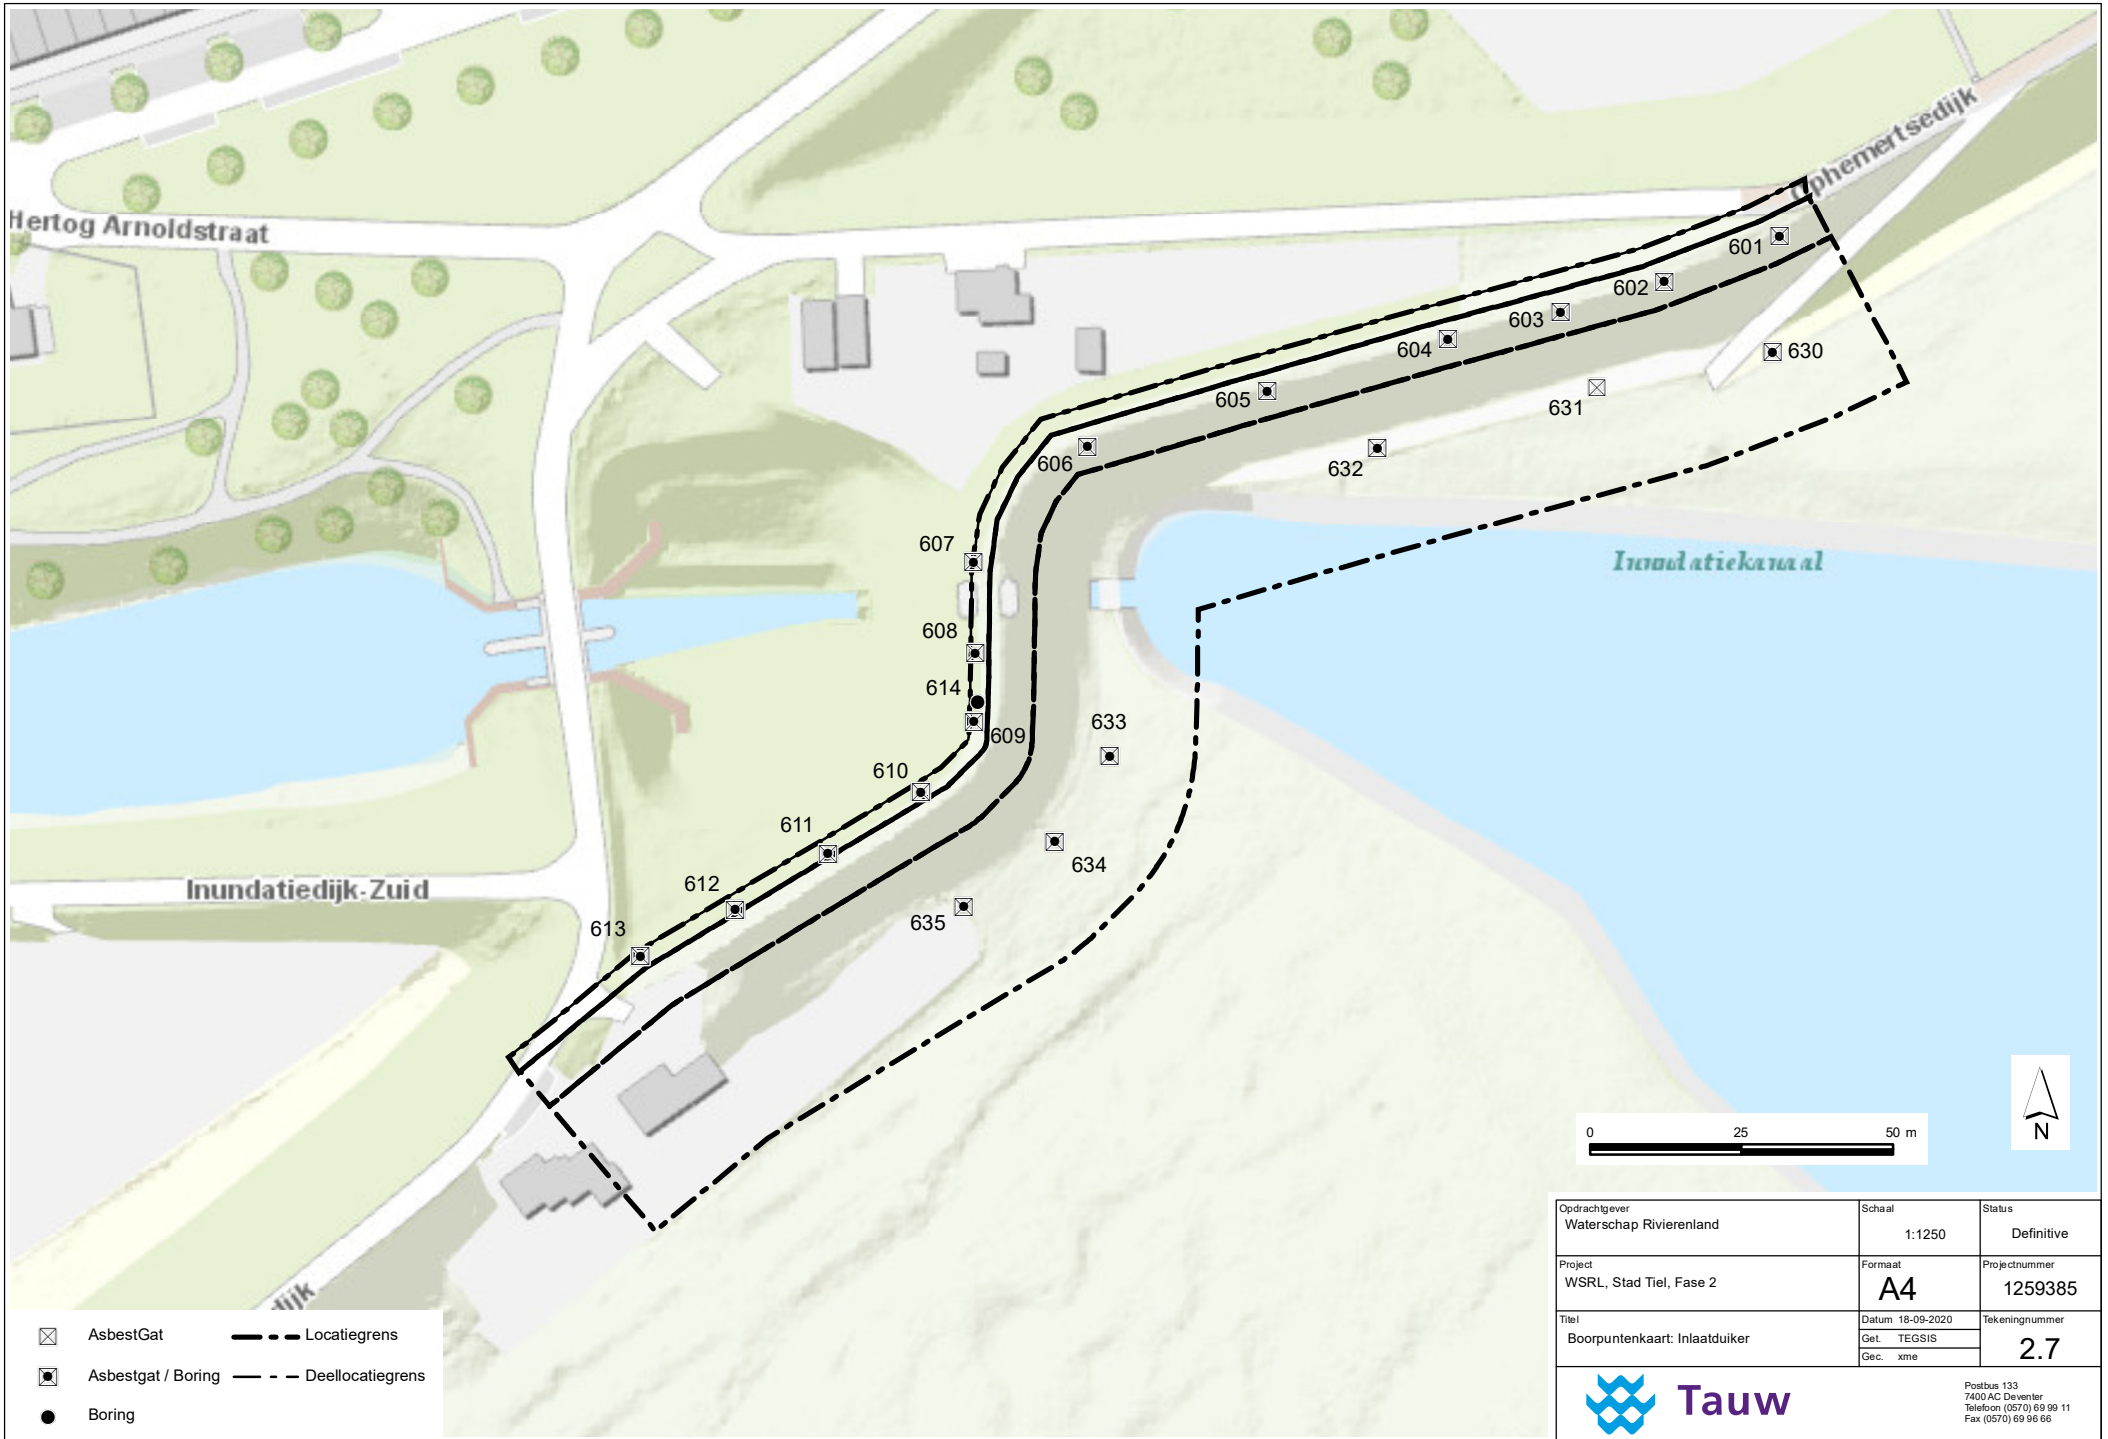 Ophemertsedijk
Hertog Arnoldstraat
601
602
603
630
604
631
605
632
606
607
Inundatiekanaal
608
614
633
609
610
611
634
612
Inundatiedijk-Zuid
635
613
0 25 50 m
N
dijk
AsbestGat
Locatiegrens
Asbestgat / Boring
Deellocatiegrens
Boring
Opdrachtgever
Waterschap Rivierenland
Schaal
1:1250
Status
Definitive
Project
WSRL, Stad Tiel, Fase 2
Formaat
A4
Projectnummer
1259385
Titel
Boorpuntenkaart: Inlaatduiker
Datum 18-09-2020
Get. TEGSIS
Gec. xme
Tekeningnummer
2.7
Tauw
Postbus 133
7400 AC Deventer
Telefoon (0570) 69 99 11
Fax (0570) 69 96 66